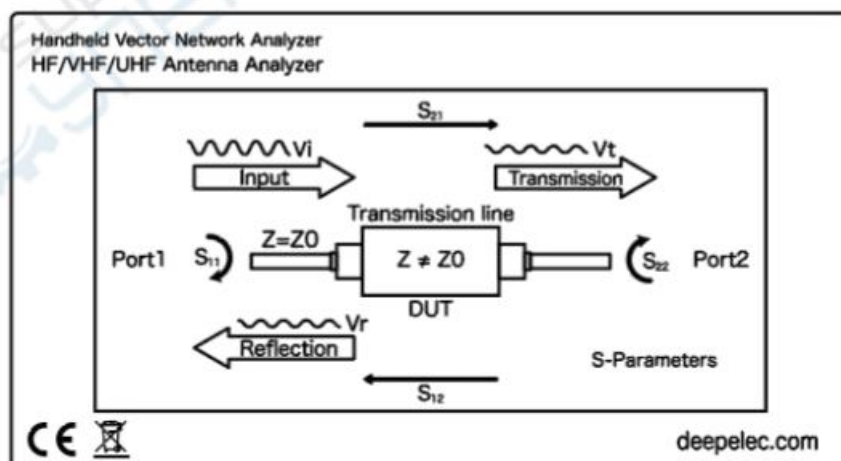 Handheld Vector Network Analyzer
HF/VHF/UHF Antenna Analyzer
S₂₁
Vi
Vt
Input
Transmission
Transmission line
Z=Z0
Port1
S₁₁
Z ≠ Z0
S₂₂
Port2
DUT
Vr
Reflection
S-Parameters
S₁₂
CE
deepelec.com